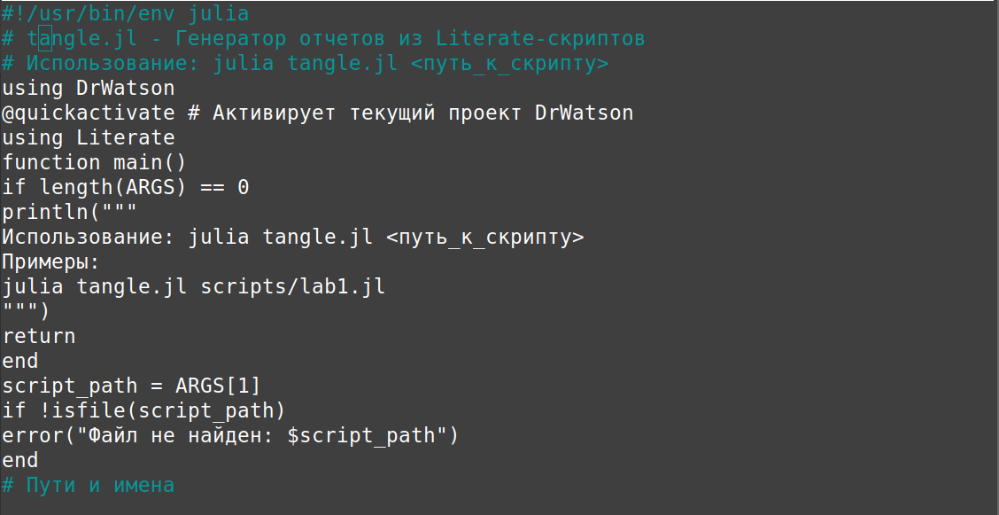 #!/usr/bin/env julia
# tangle.jl - Генератор отчетов из Literate-скриптов
# Использование: julia tangle.jl <путь_к_скрипту>
using DrWatson
@quickactivate # Активирует текущий проект DrWatson
using Literate
function main()
if length(ARGS) == 0
println("""
Использование: julia tangle.jl <путь_к_скрипту>
Примеры:
julia tangle.jl scripts/lab1.jl
""")
return
end
script_path = ARGS[1]
if !isfile(script_path)
error("Файл не найден: $script_path")
end
# Пути и имена